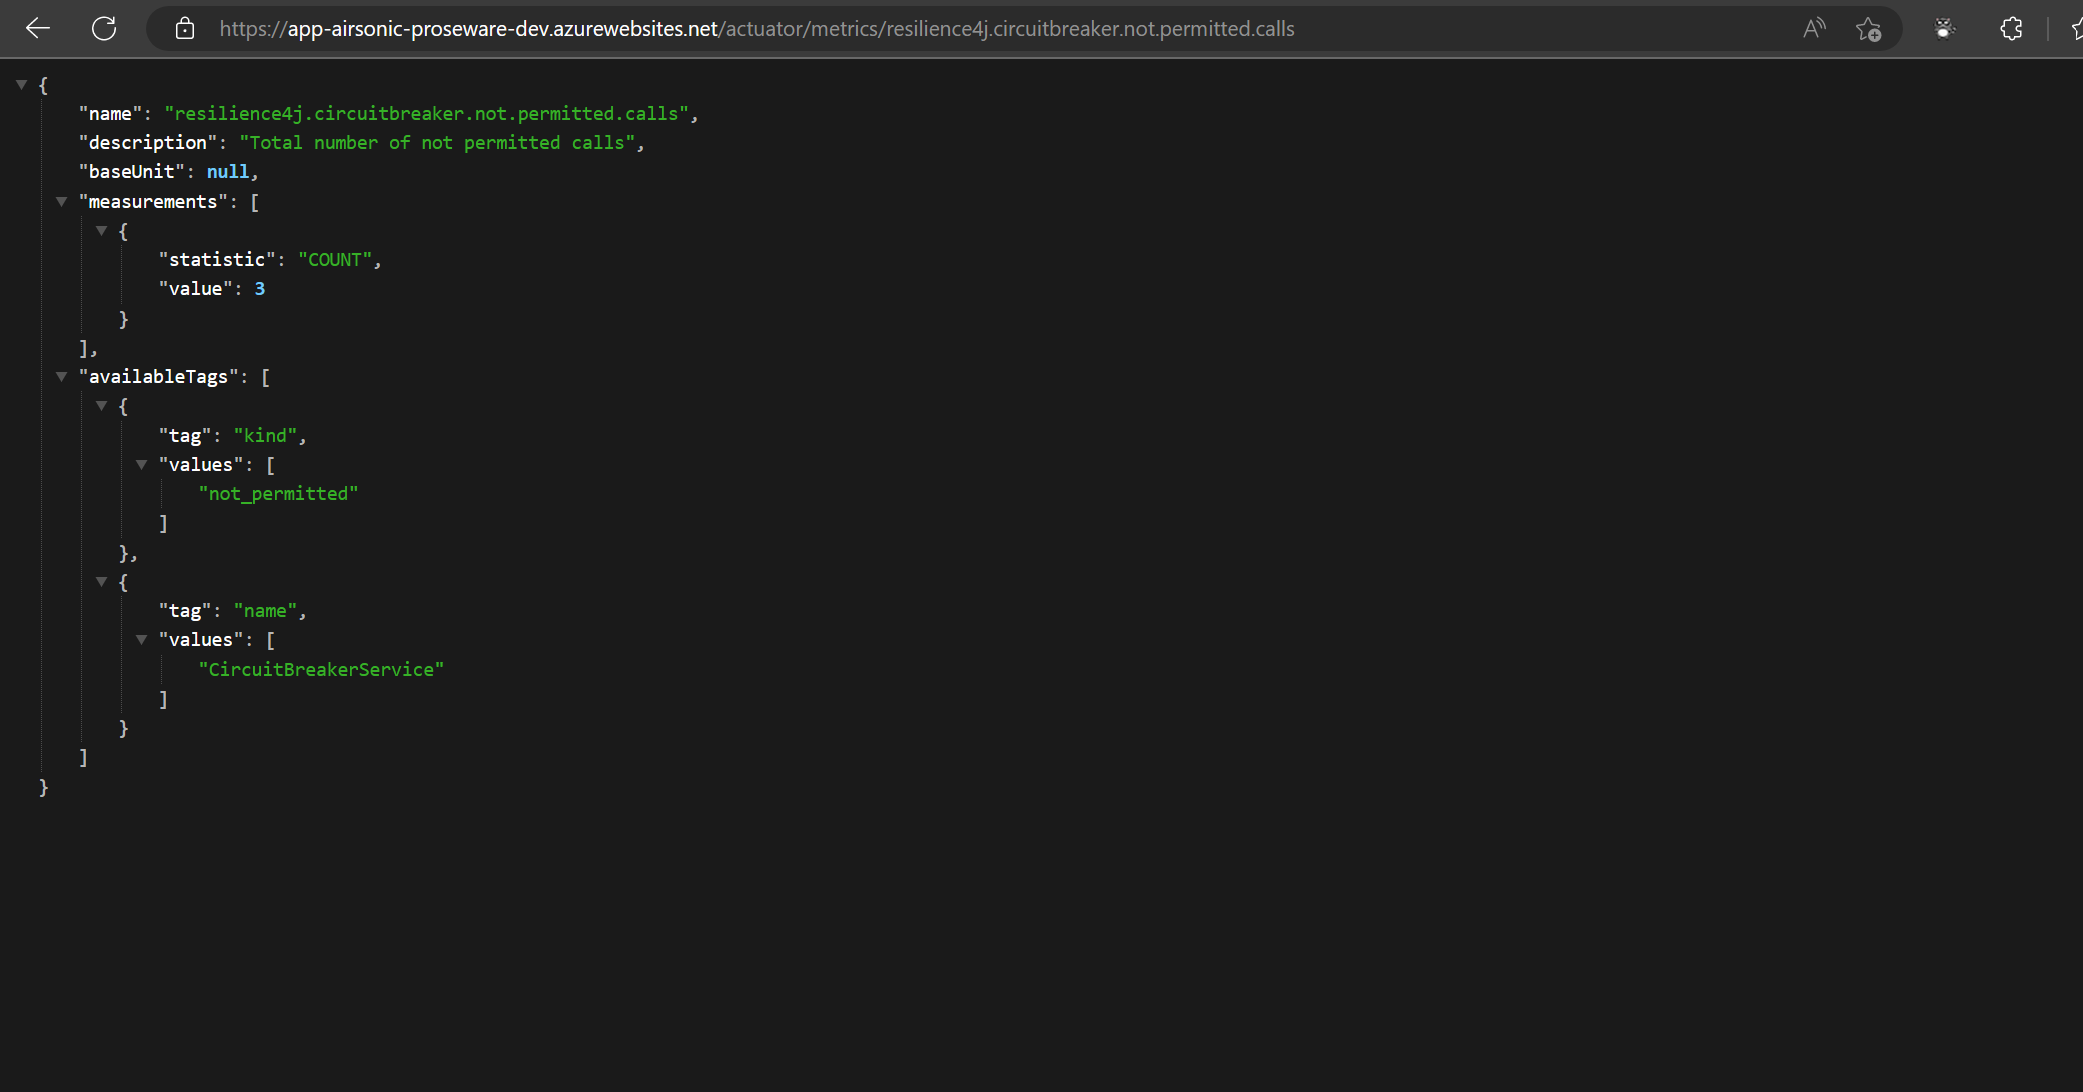 https://app-airsonic-proseware-dev.azurewebsites.net/actuator/metrics/resilience4j.circuitbreaker.not.permitted.calls
{
"name": "resilience4j.circuitbreaker.not.permitted.calls",
"description": "Total number of not permitted calls",
"baseUnit": null,
"measurements": [
{
"statistic": "COUNT",
"value": 3
}
],
"availableTags": [
{
"tag": "kind",
"values": [
"not_permitted"
]
},
{
"tag": "name",
"values": [
"CircuitBreakerService"
]
}
]
}